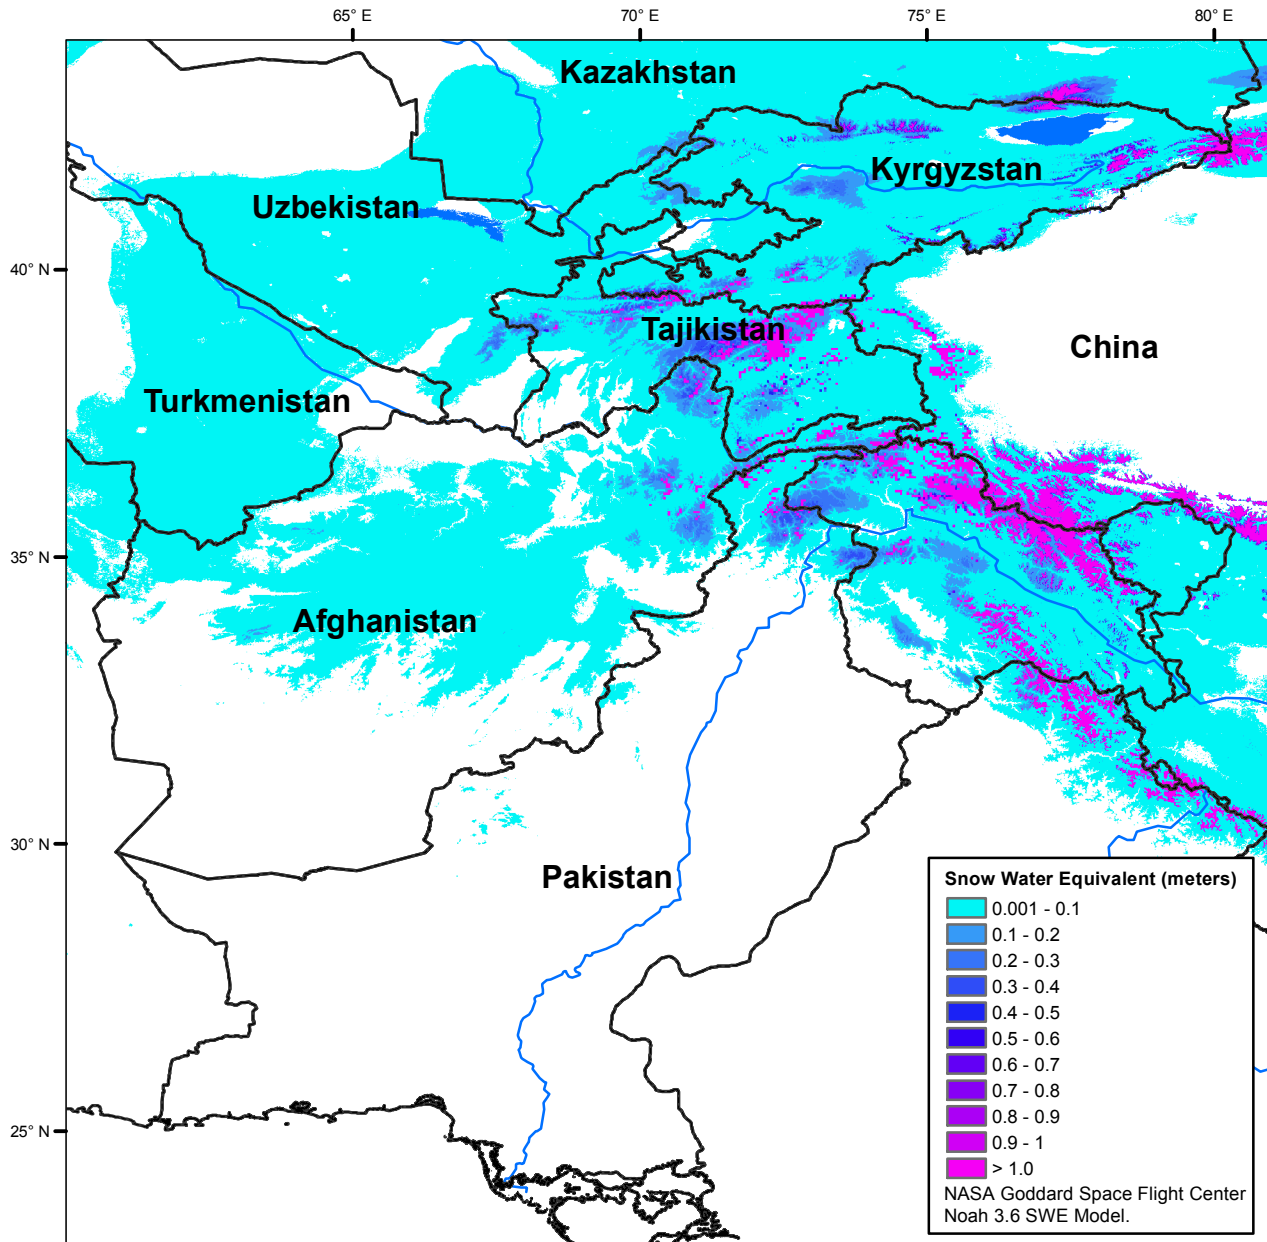 65° E
70° E
75° E
80° E
Kazakhstan
Kyrgyzstan
Uzbekistan
40° N
Tajikistan
China
Turkmenistan
35° N
Afghanistan
30° N
Pakistan
25° N
Snow Water Equivalent (meters)
0.001 - 0.1
0.1 - 0.2
0.2 - 0.3
0.3 - 0.4
0.4 - 0.5
0.5 - 0.6
0.6 - 0.7
0.7 - 0.8
0.8 - 0.9
0.9 - 1
> 1.0
NASA Goddard Space Flight Center
Noah 3.6 SWE Model.